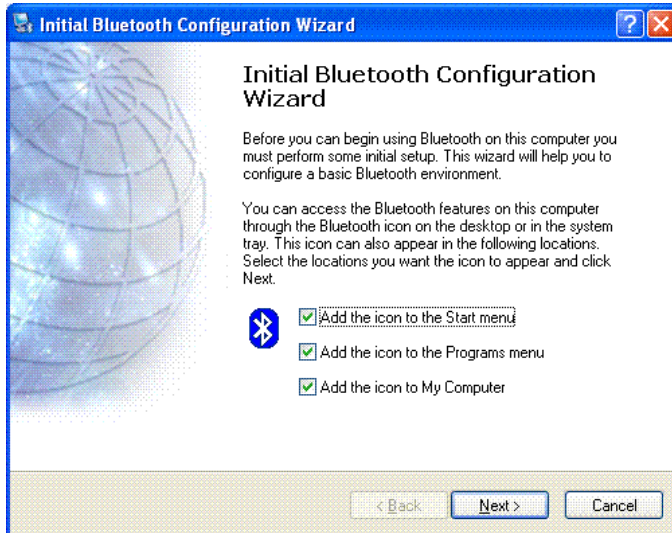 Initial Bluetooth Configuration Wizard
Initial Bluetooth Configuration
Wizard
Before you can begin using Bluetooth on this computer you
must perform some initial setup. This wizard will help you to
configure a basic Bluetooth environment.
You can access the Bluetooth features on this computer
through the Bluetooth icon on the desktop or in the system
tray. This icon can also appear in the following locations.
Select the locations you want the icon to appear and click
Next.
Add the icon to the Start menu
Add the icon to the Programs menu
Add the icon to My Computer
< Back Next > Cancel